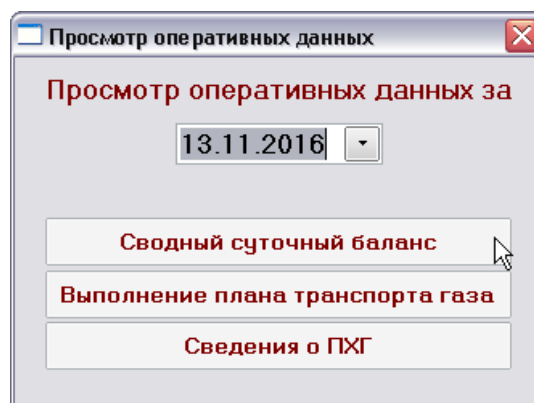 Просмотр оперативных данных
Просмотр оперативных данных за
13.11.2016
Сводный суточный баланс
Выполнение плана транспорта газа
Сведения о ПХГ